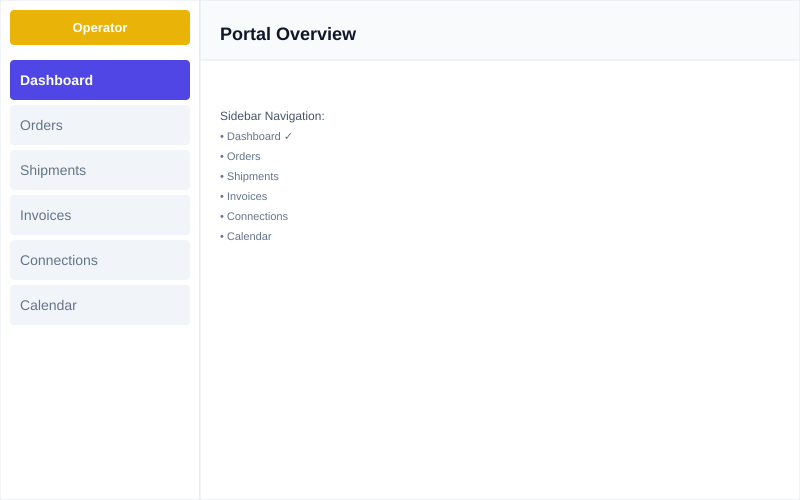 Operator
Dashboard
Orders
Shipments
Invoices
Connections
Calendar
Portal Overview
Sidebar Navigation:
• Dashboard ✓
• Orders
• Shipments
• Invoices
• Connections
• Calendar